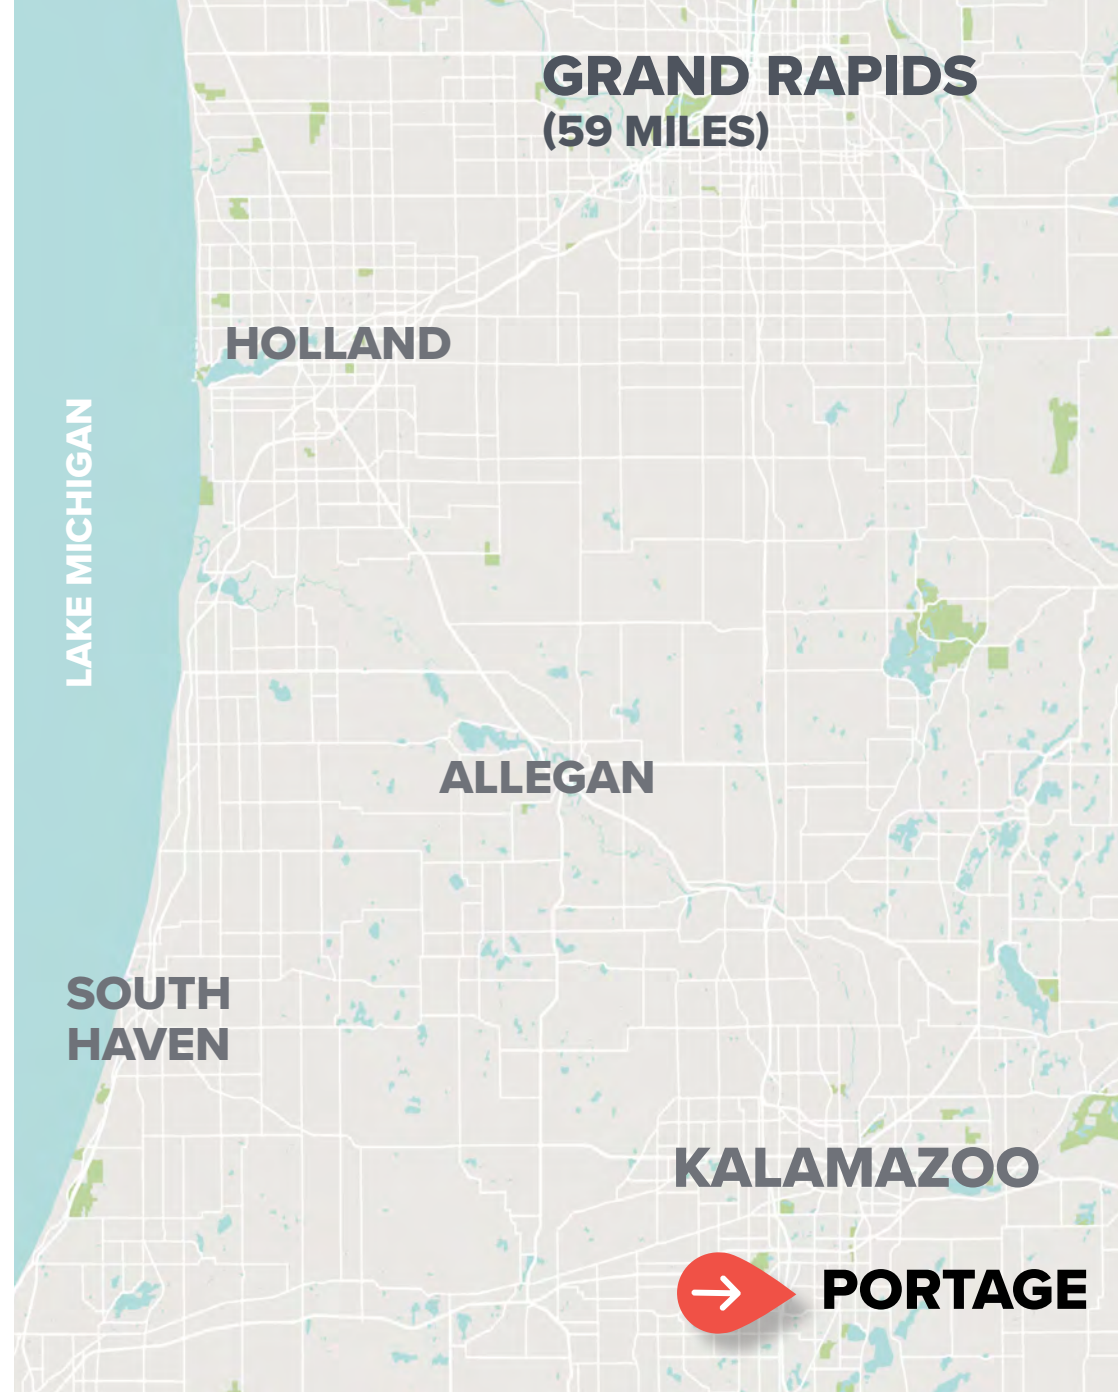 GRAND RAPIDS
(59 MILES)
HOLLAND
LAKE MICHIGAN
ALLEGAN
SOUTH
HAVEN
KALAMAZOO
PORTAGE